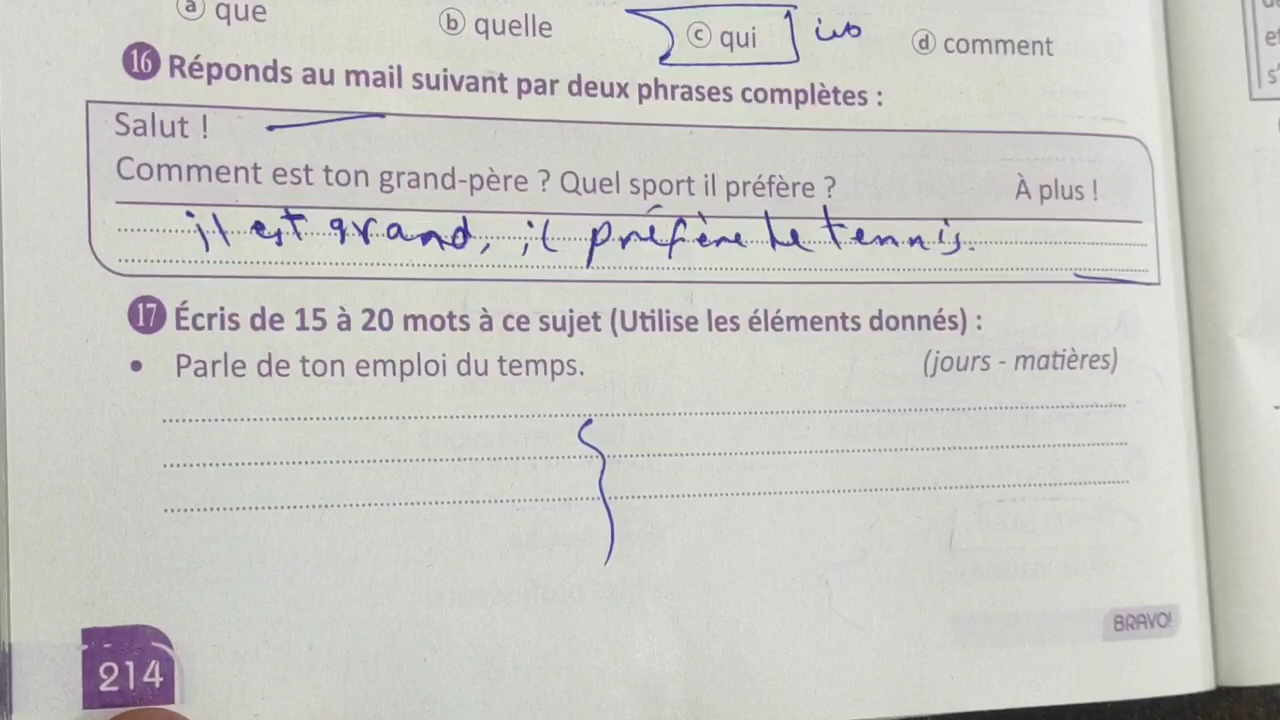 ⓐ que
ⓑ quelle
ⓒ qui
ⓓ comment
16 Réponds au mail suivant par deux phrases complètes :
Salut !
Comment est ton grand-père ? Quel sport il préfère ? À plus !
il est grand, il préfère le tennis.
17 Écris de 15 à 20 mots à ce sujet (Utilise les éléments donnés) :
• Parle de ton emploi du temps. (jours - matières)
BRAVO!
214